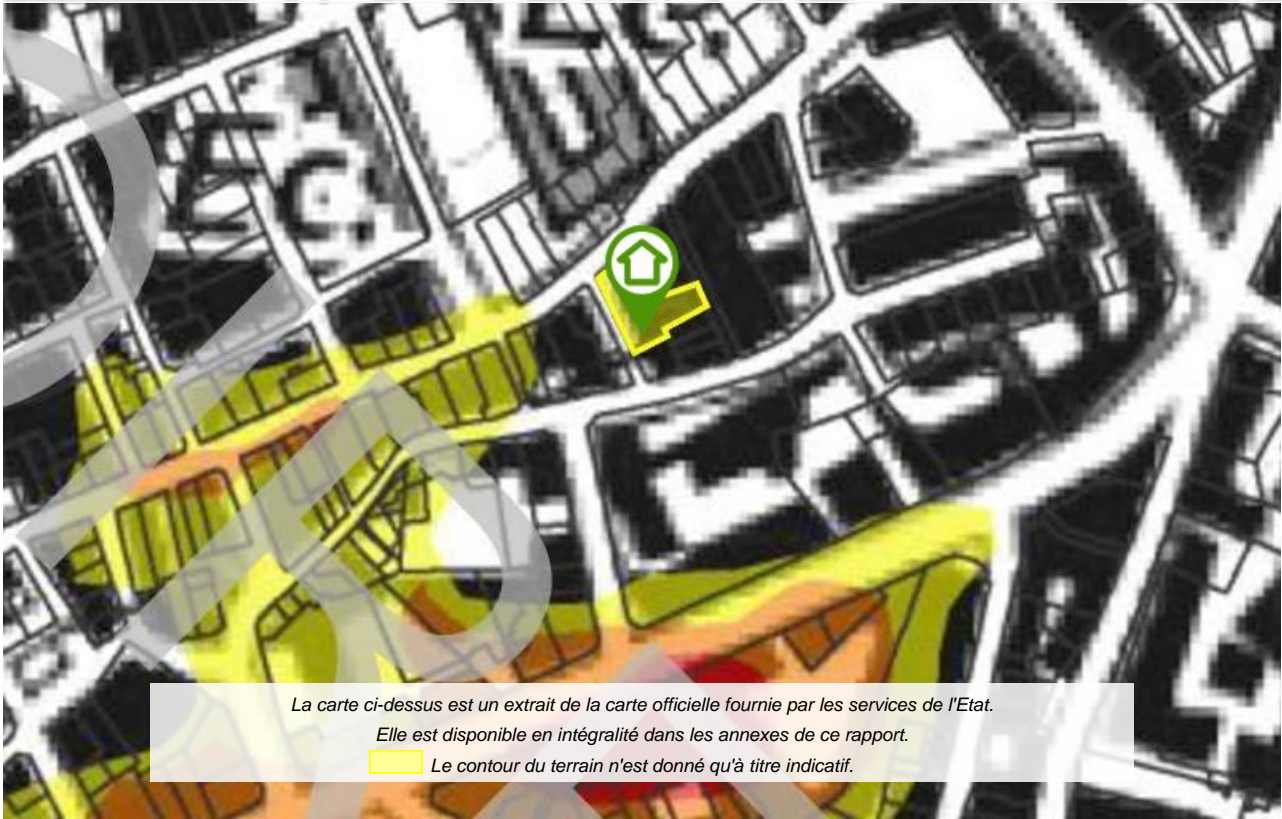 La carte ci-dessus est un extrait de la carte officielle fournie par les services de l'Etat.
Elle est disponible en intégralité dans les annexes de ce rapport.
Le contour du terrain n'est donné qu'à titre indicatif.